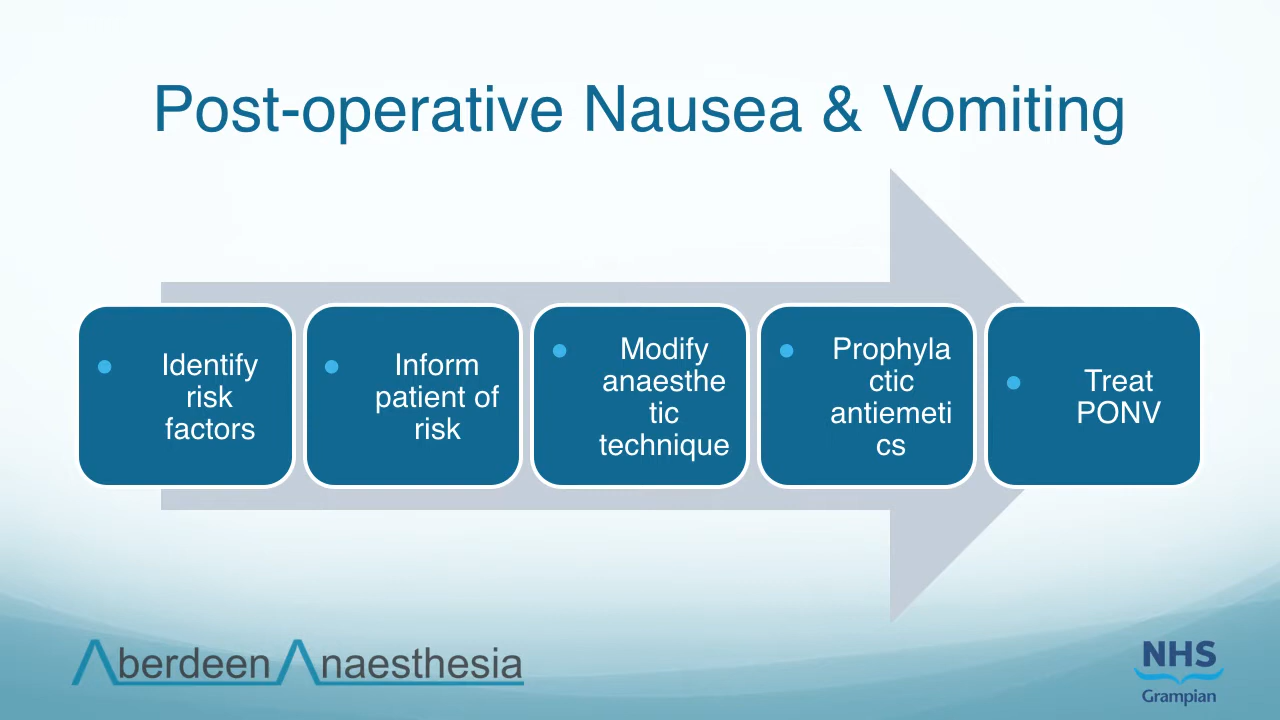 Post-operative Nausea & Vomiting
Identify
risk
factors
Inform
patient of
risk
Modify
anaesthe
tic
technique
Prophyla
ctic
antiemeti
cs
Treat
PONV
Aberdeen Anaesthesia
NHS
Grampian